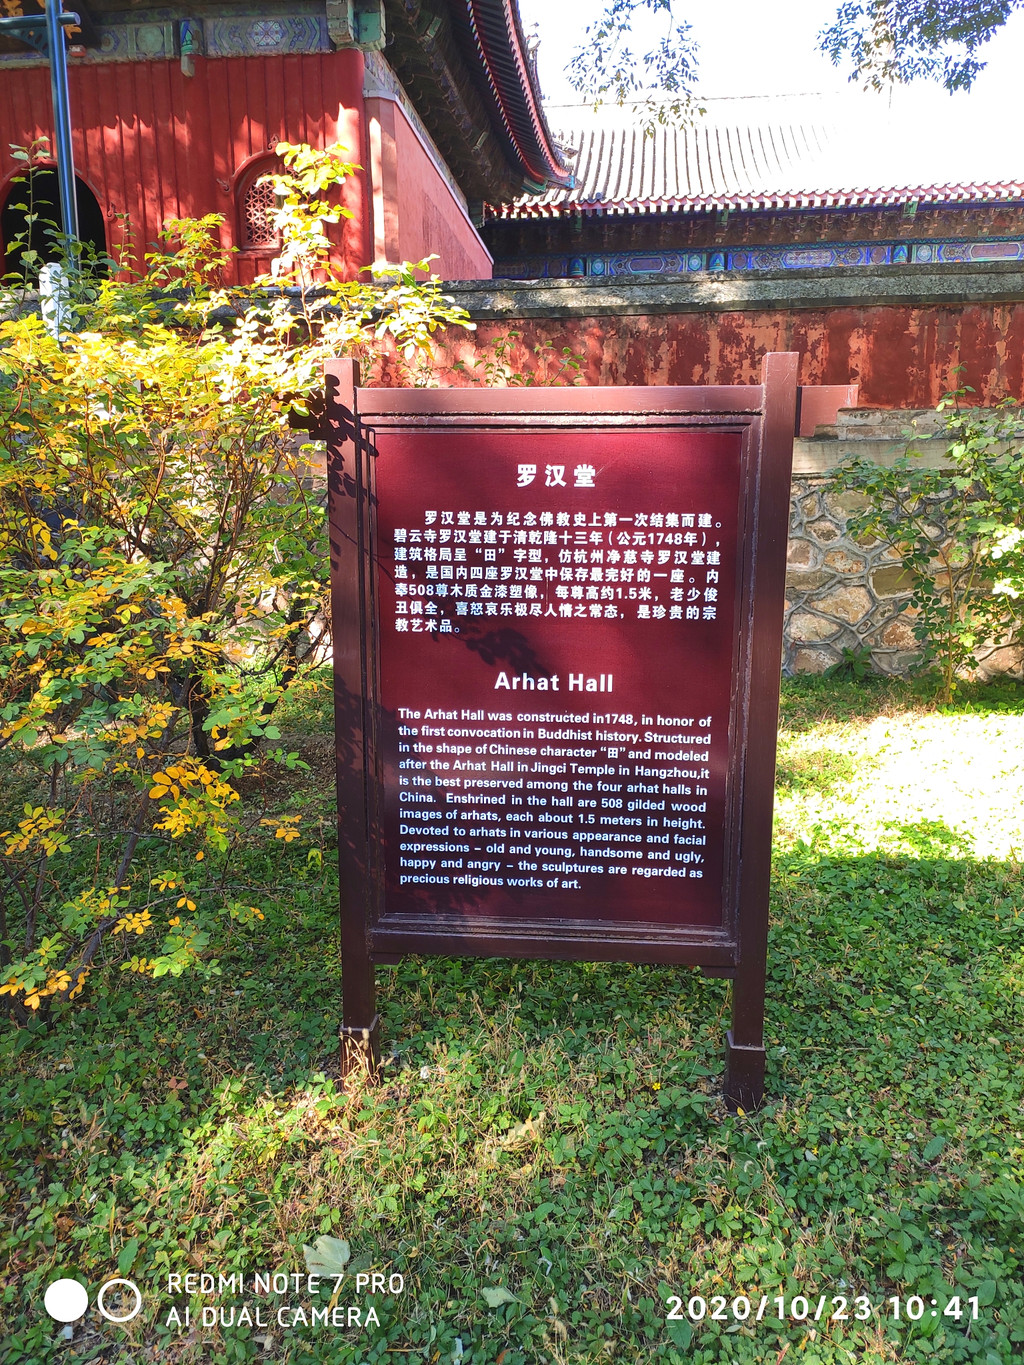 罗汉堂
罗汉堂是为纪念佛教史上第一次结集而建。
碧云寺罗汉堂建于清乾隆十三年（公元1748年），
建筑格局呈“田”字型，仿杭州净慈寺罗汉堂建
造，是国内四座罗汉堂中保存最完好的一座。内
奉508尊木质金漆塑像，每尊高约1.5米，老少俊
丑俱全，喜怒哀乐极尽人情之常态，是珍贵的宗
教艺术品。
Arhat Hall
The Arhat Hall was constructed in1748, in honor of
the first convocation in Buddhist history. Structured
in the shape of Chinese character “田” and modeled
after the Arhat Hall in Jingci Temple in Hangzhou,it
is the best preserved among the four arhat halls in
China. Enshrined in the hall are 508 gilded wood
images of arhats, each about 1.5 meters in height.
Devoted to arhats in various appearance and facial
expressions – old and young, handsome and ugly,
happy and angry – the sculptures are regarded as
precious religious works of art.
REDMI NOTE 7 PRO
AI DUAL CAMERA
2020/10/23 10:41